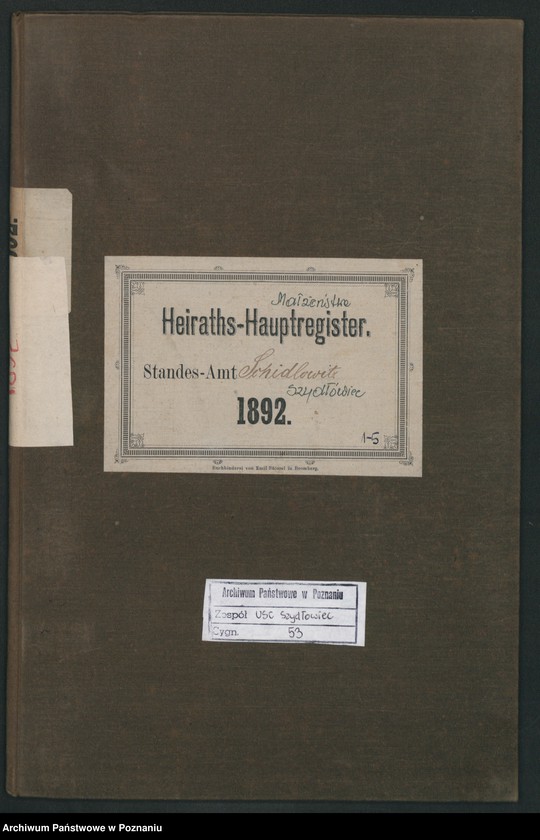 Małżeństwa
Heiraths-Hauptregister.
Standes-Amt Schidlowitz
Szydłówiec
1892.
1-5
Archiwum Państwowe w Poznaniu
Zespół USC Szydłowiec
Sygn. 53
Archiwum Państwowe w Poznaniu